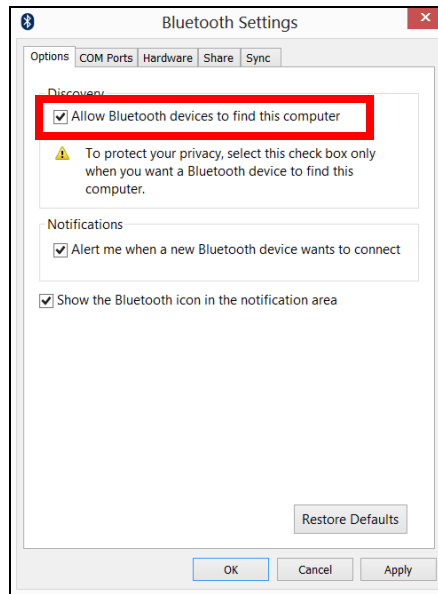 Bluetooth Settings
Options COM Ports Hardware Share Sync
Discovery
Allow Bluetooth devices to find this computer
To protect your privacy, select this check box only
when you want a Bluetooth device to find this
computer.
Notifications
Alert me when a new Bluetooth device wants to connect
Show the Bluetooth icon in the notification area
Restore Defaults
OK Cancel Apply